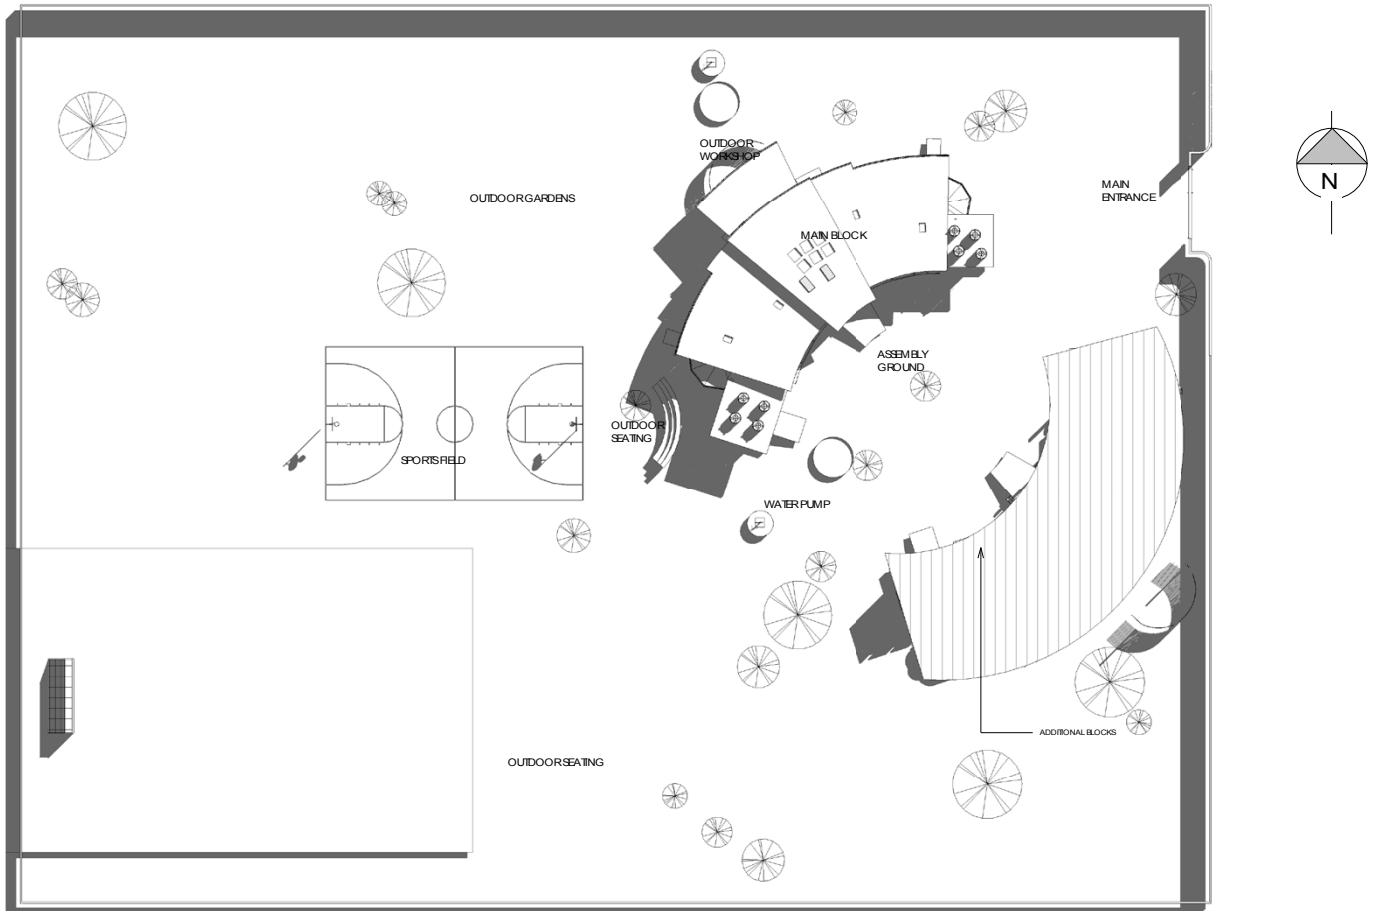 OUTDOOR
WORKSHOP
MAIN
ENTRANCE
N
OUTDOOR GARDENS
MAIN BLOCK
ASSEMBLY
GROUND
OUTDOOR
SEATING
SPORTS FIELD
WATER PUMP
ADDITIONAL BLOCKS
OUTDOOR SEATING